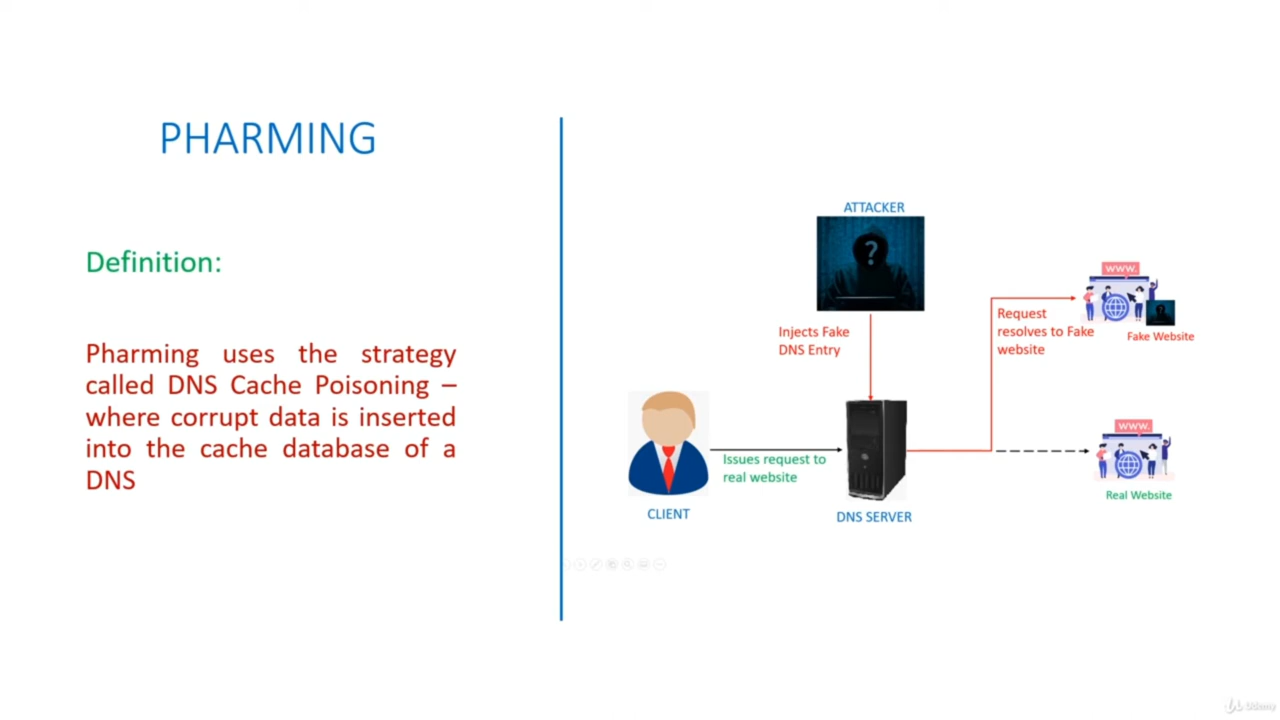 PHARMING
Definition:
Pharming uses the strategy
called DNS Cache Poisoning –
where corrupt data is inserted
into the cache database of a
DNS
ATTACKER
?
Injects Fake
DNS Entry
CLIENT
Issues request to
real website
DNS SERVER
Request
resolves to Fake
website
www.
Fake Website
www.
Real Website
Udemy